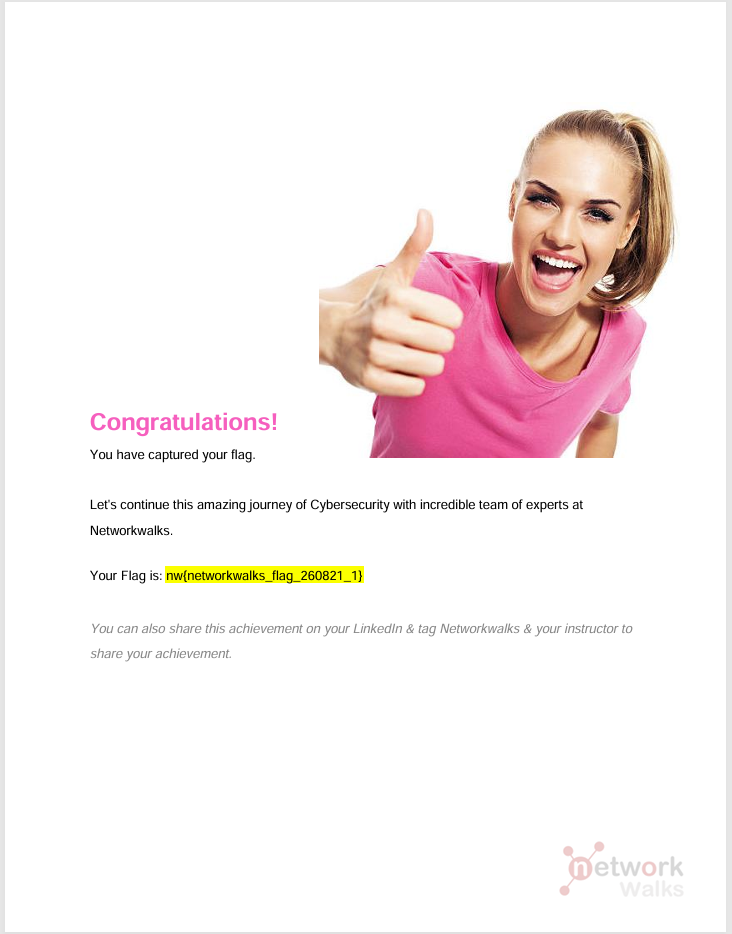 Congratulations!
You have captured your flag.
Let's continue this amazing journey of Cybersecurity with incredible team of experts at
Networkwalks.
Your Flag is: nw{networkwalks_flag_260821_1}
You can also share this achievement on your LinkedIn & tag Networkwalks & your instructor to
share your achievement.
network
Walks